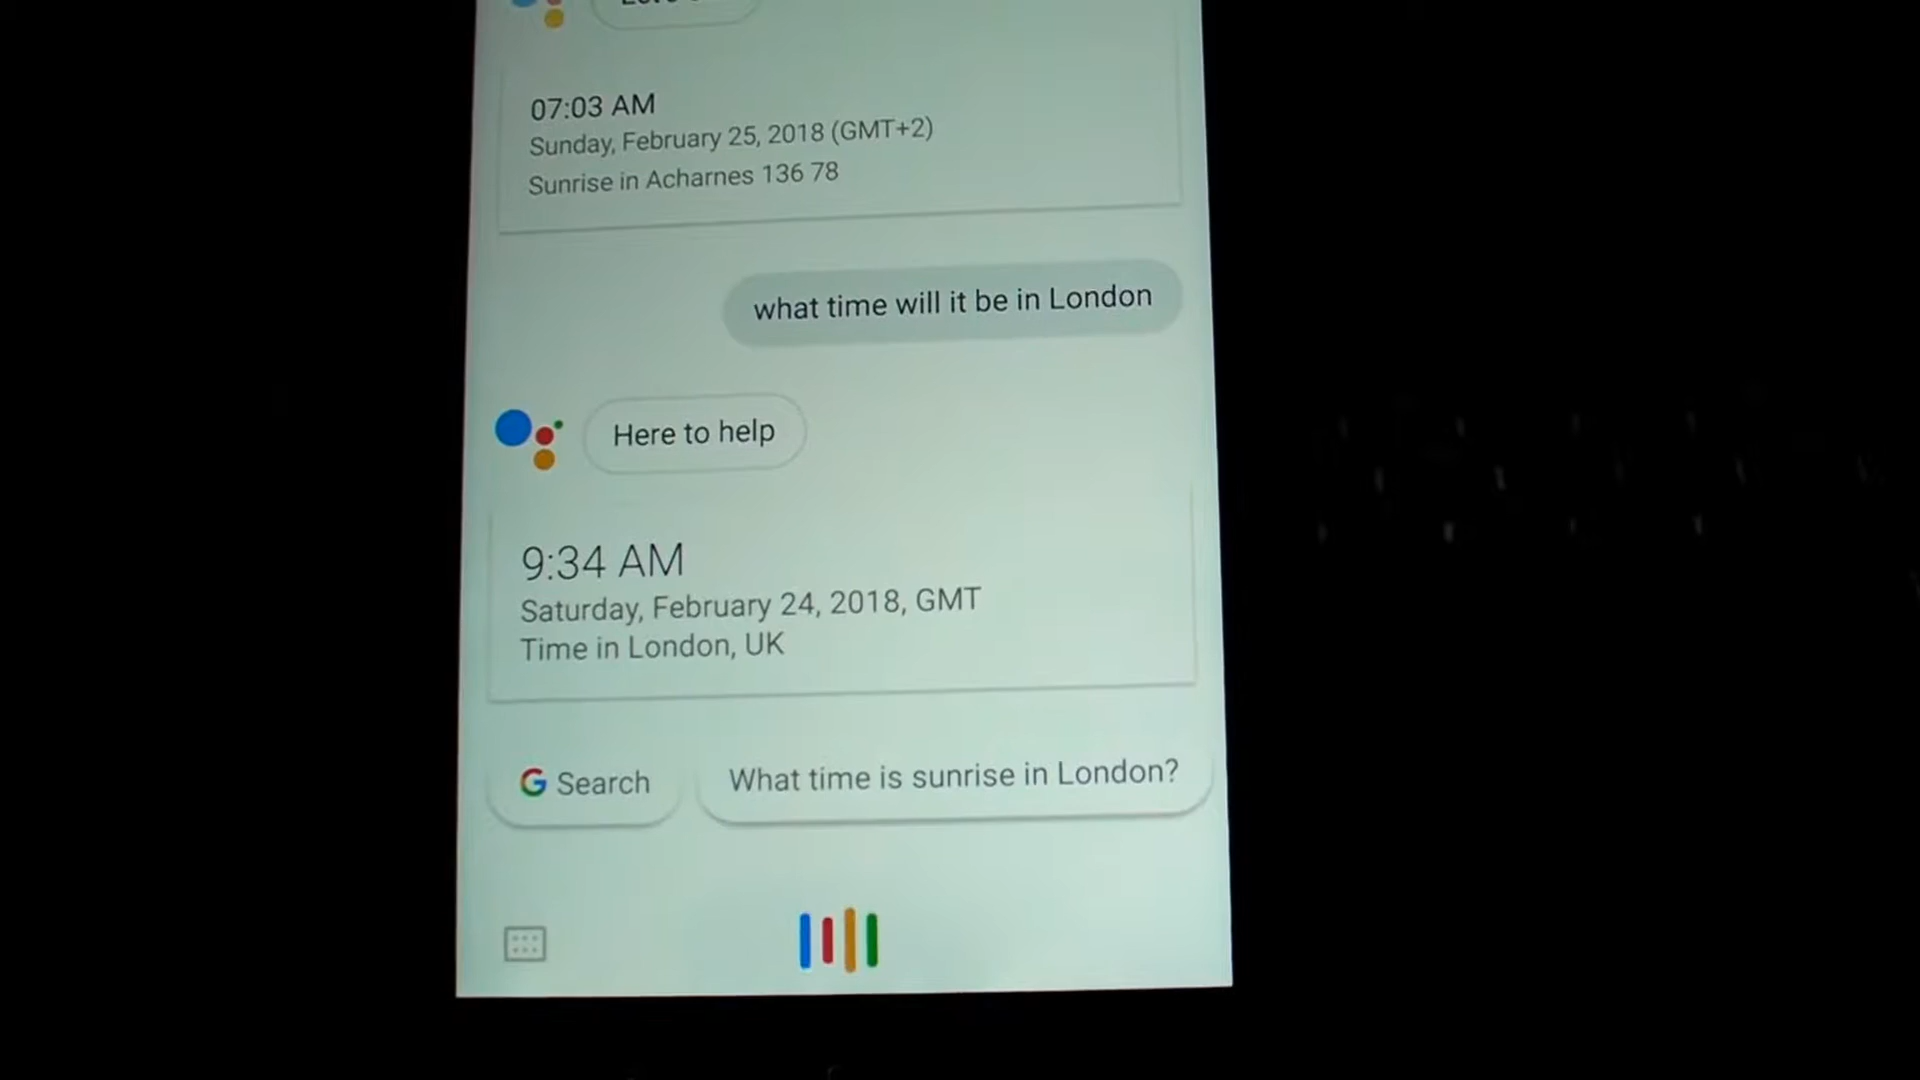 07:03 AM
Sunday, February 25, 2018 (GMT+2)
Sunrise in Acharnes 136 78
what time will it be in London
Here to help
9:34 AM
Saturday, February 24, 2018, GMT
Time in London, UK
G Search
What time is sunrise in London?